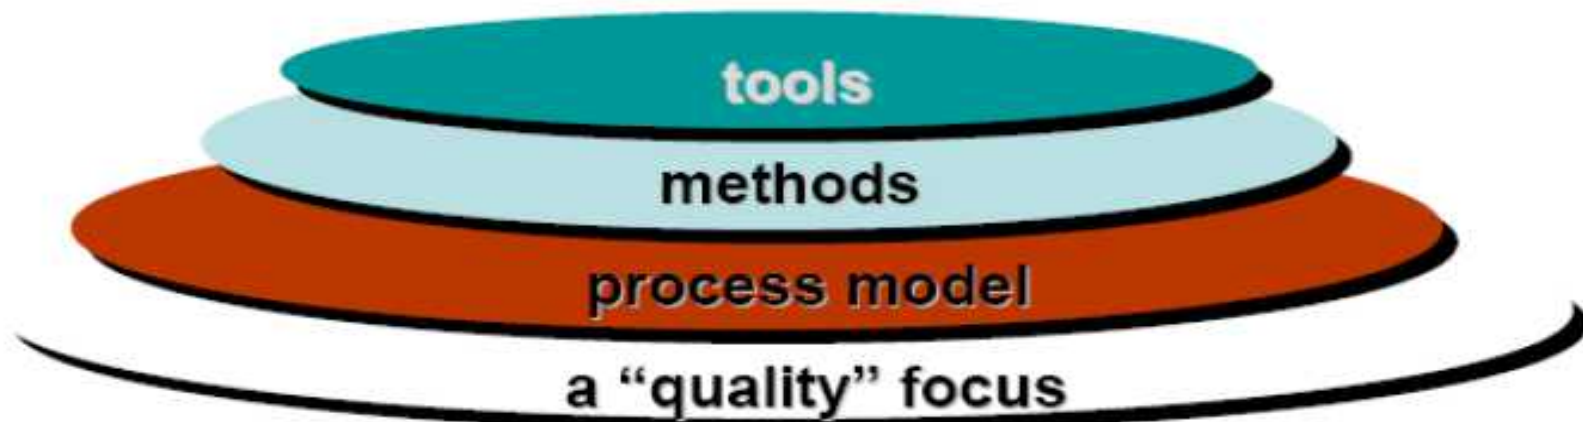 tools
methods
process model
a “quality” focus